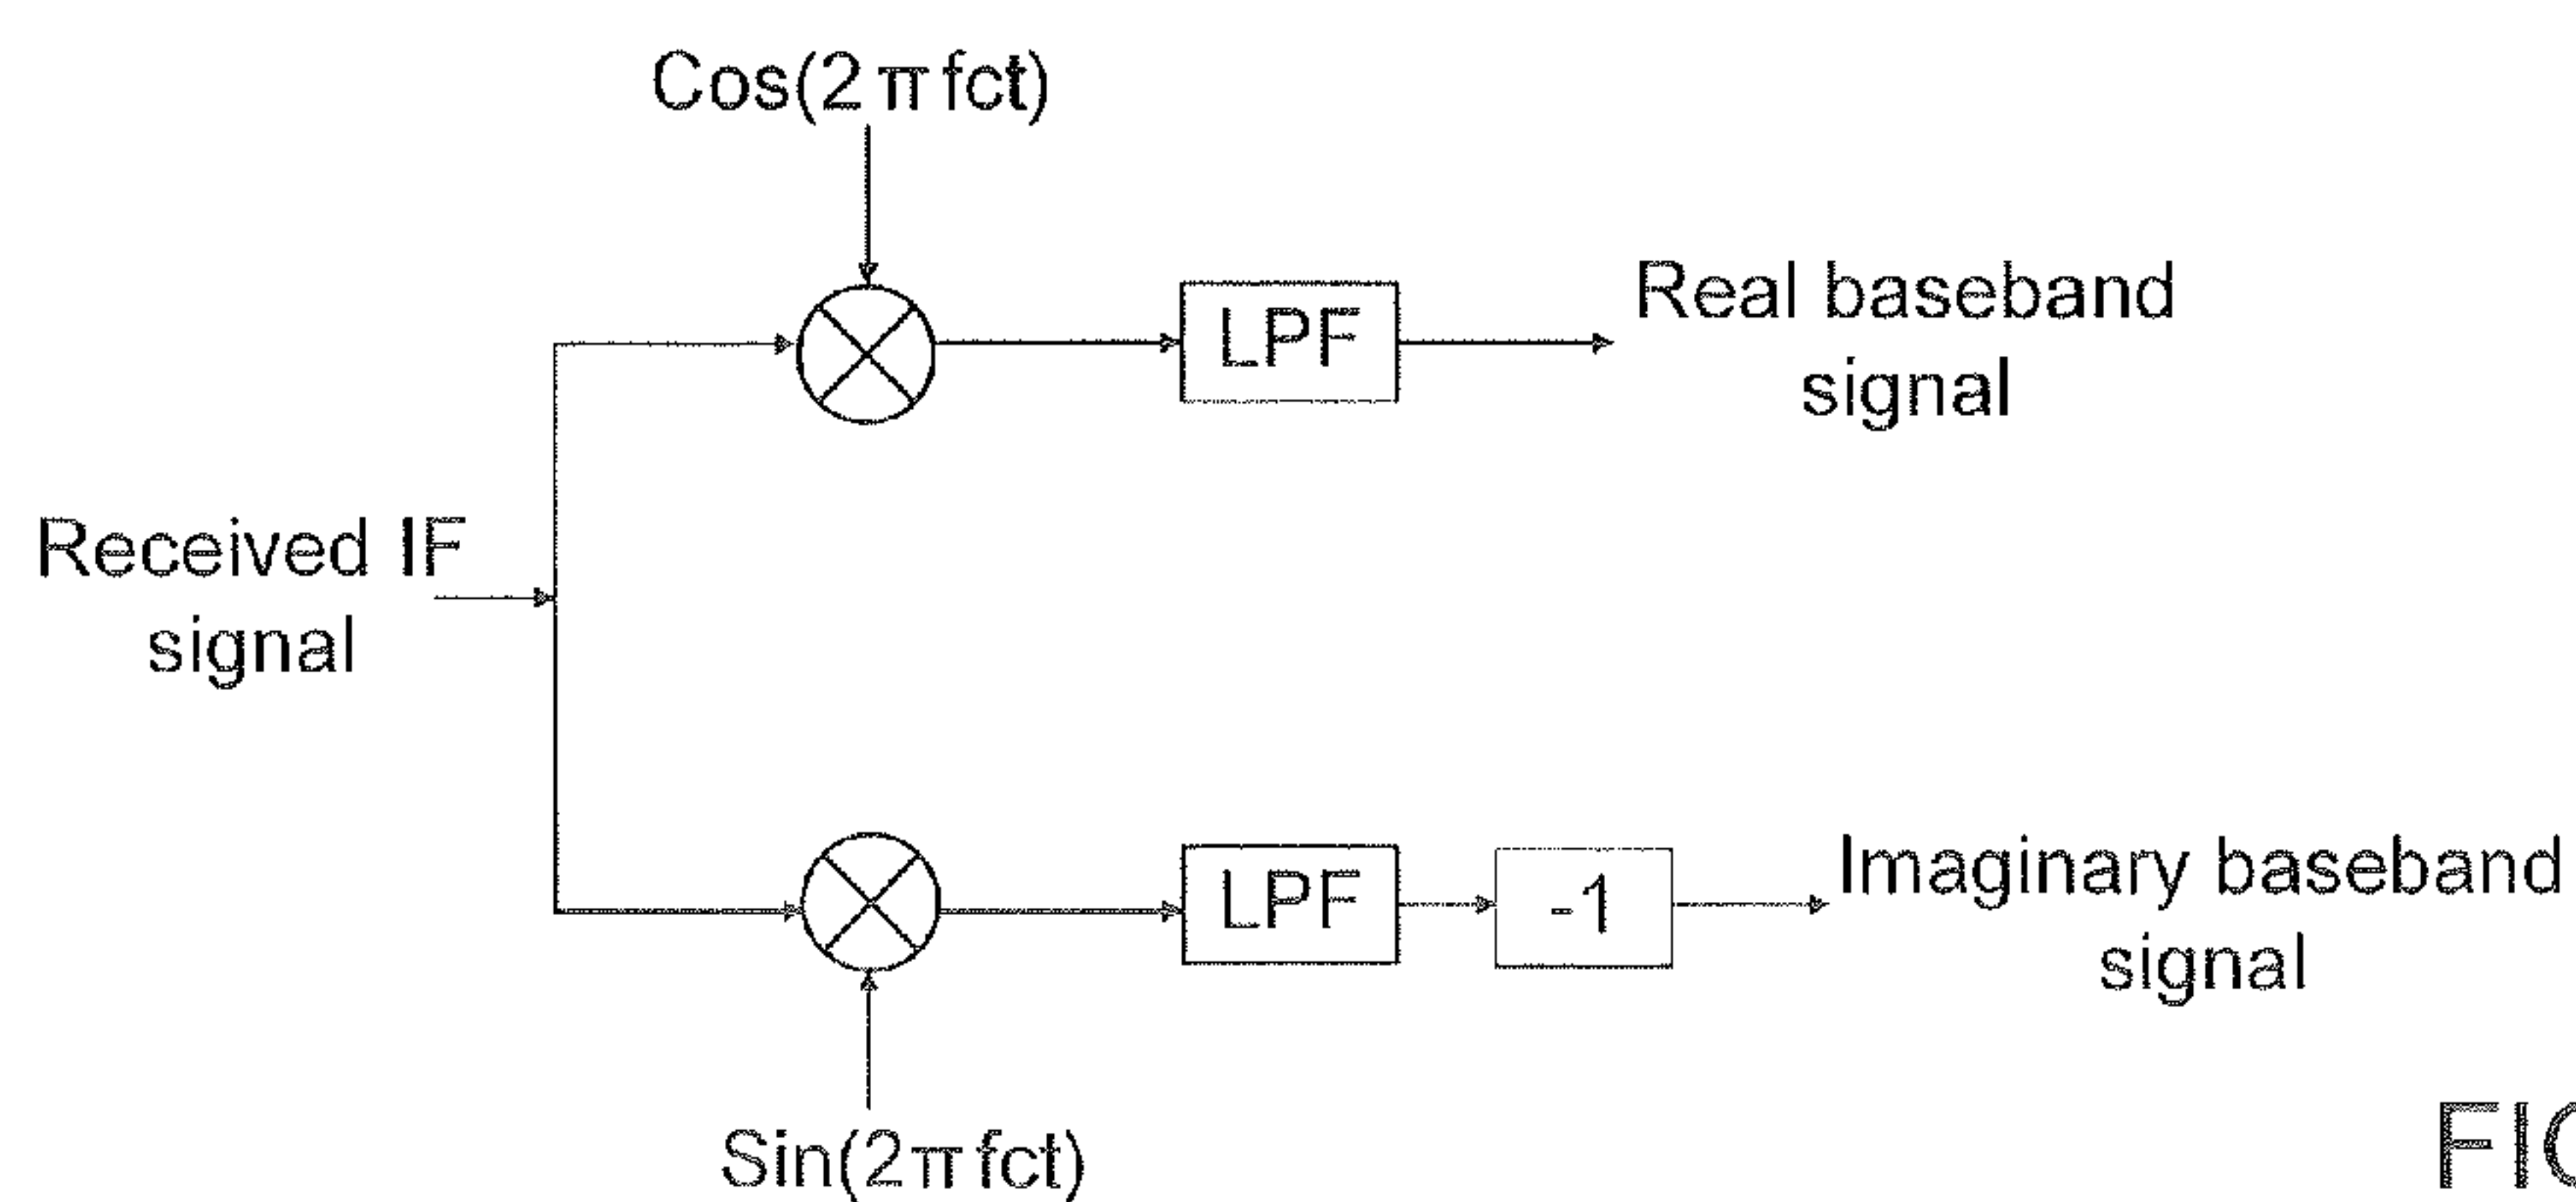 Cos(2πfct)
LPF
Real baseband
signal
Received IF
signal
LPF
-1
Imaginary baseband
signal
Sin(2πfct)